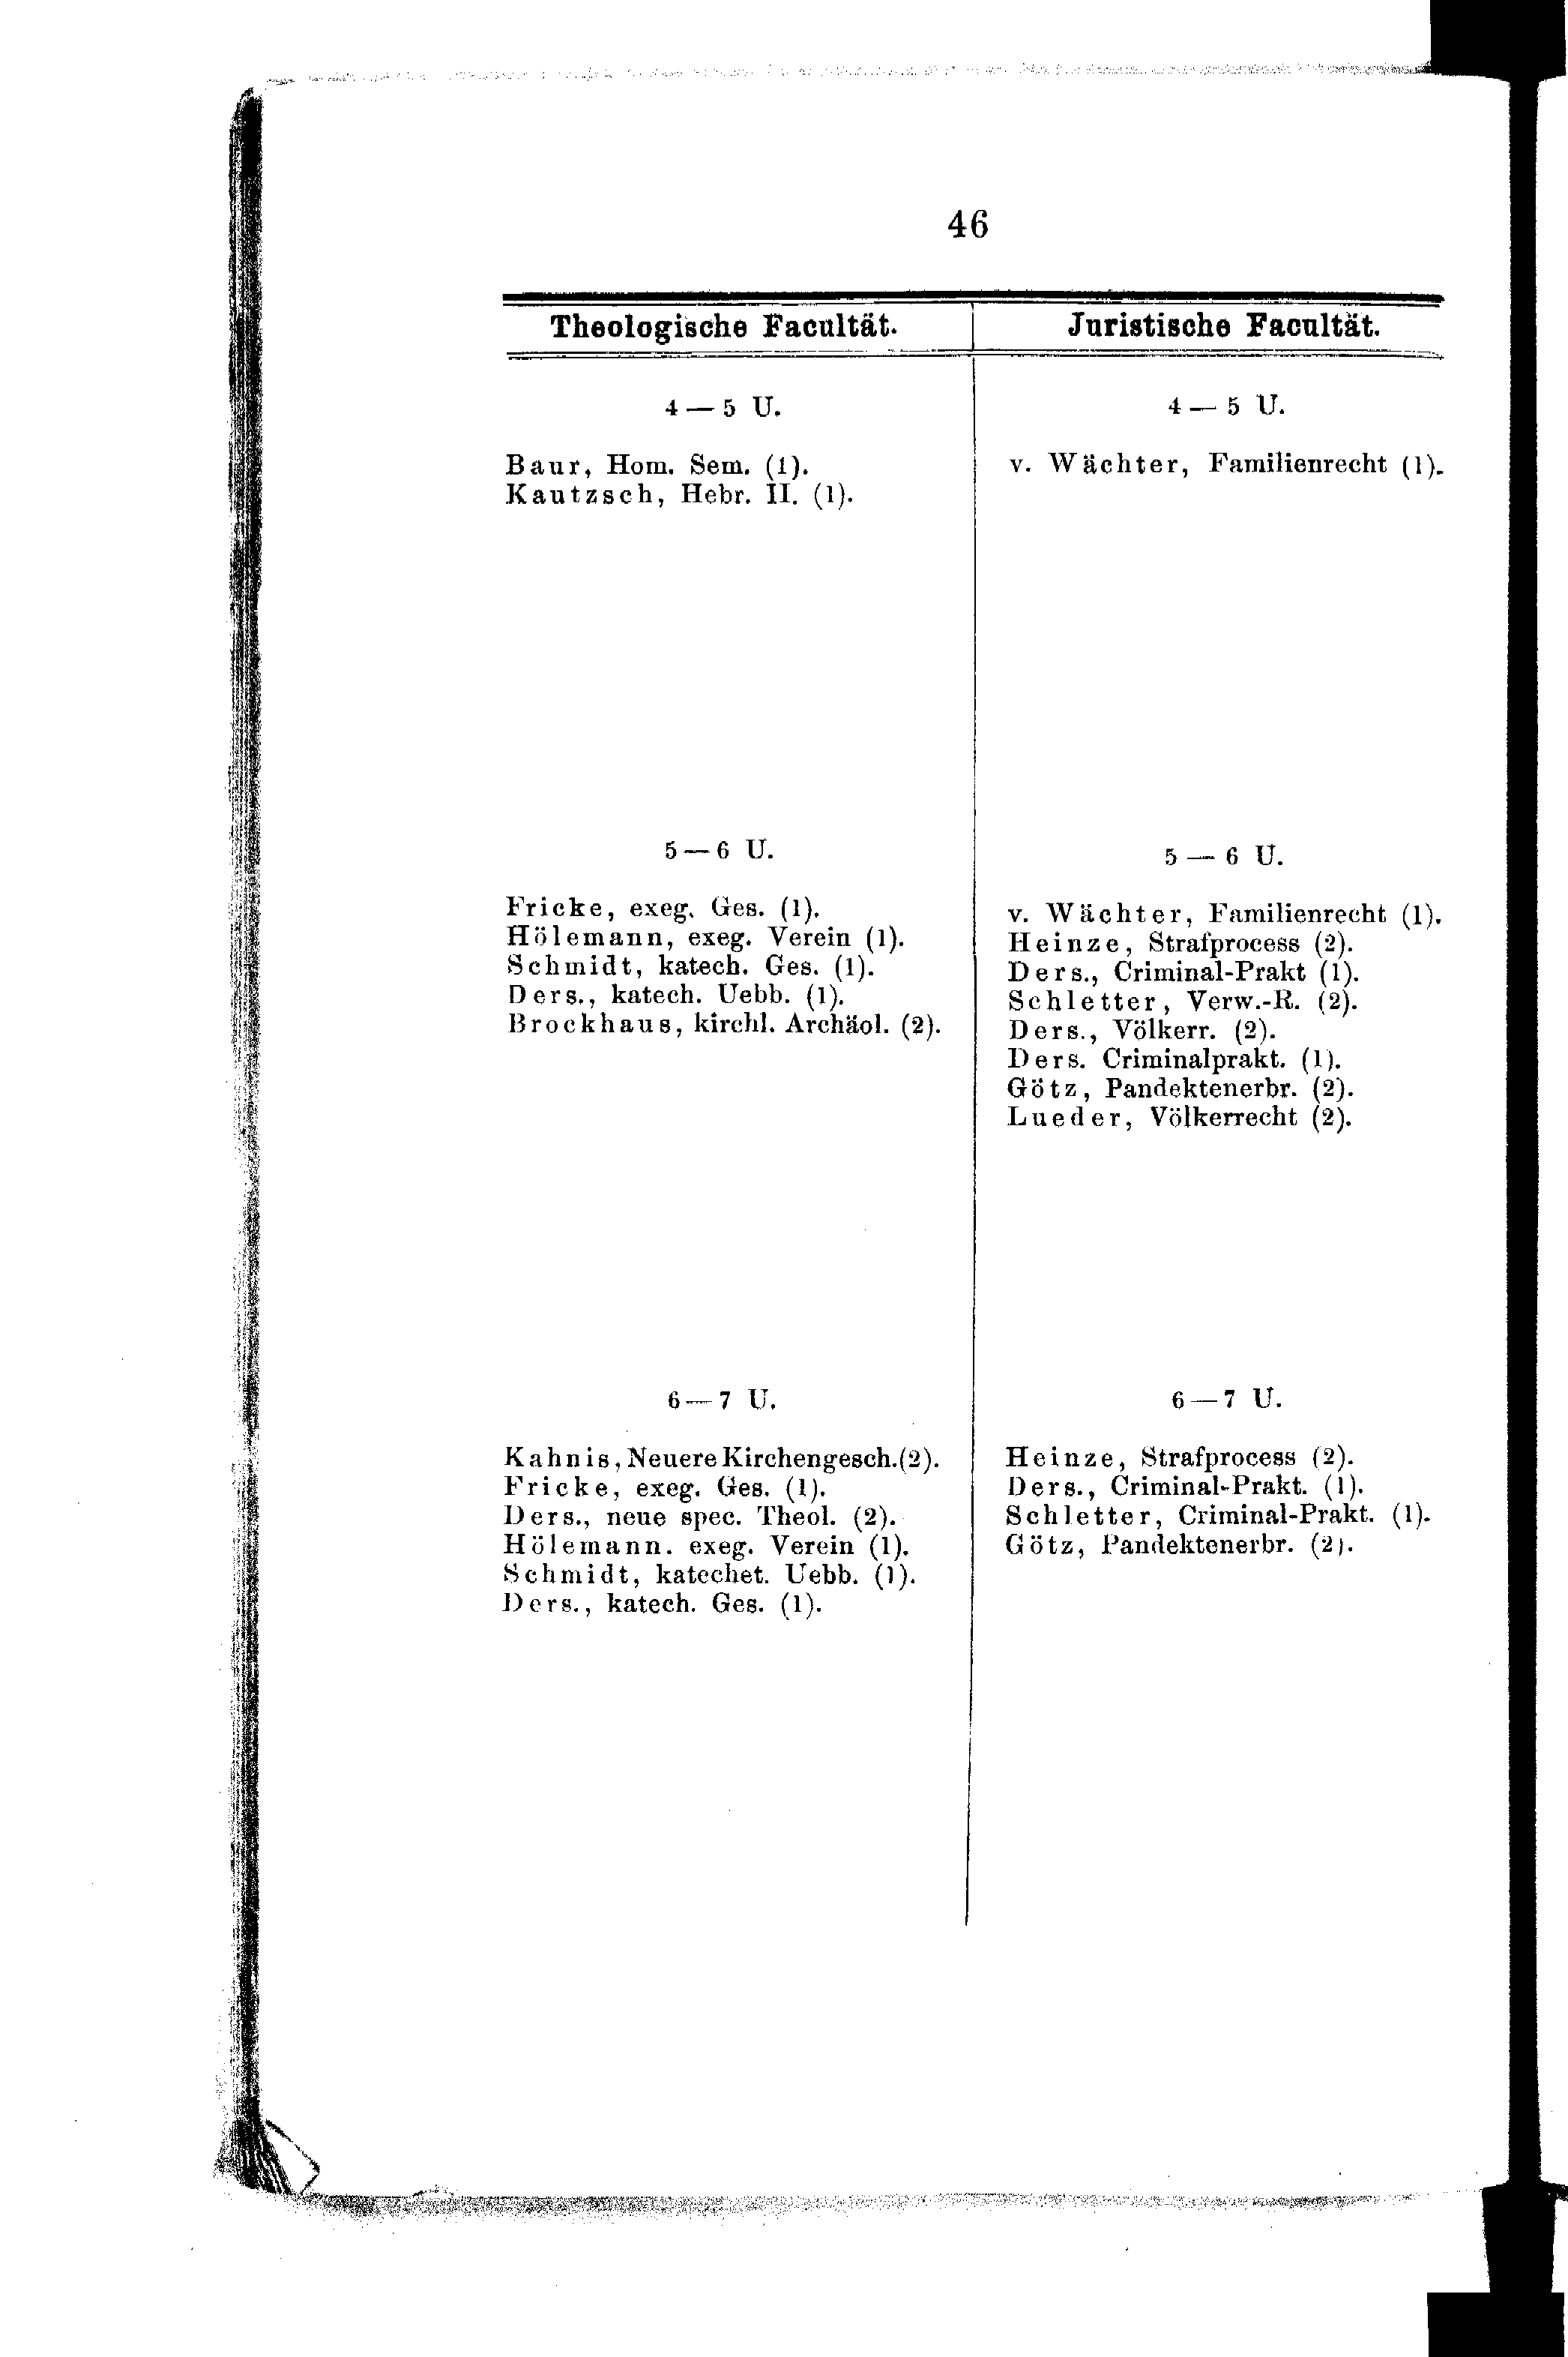 46
Theologische Facultät.
4 — 5 U.
Baur, Hom. Sem. (1).
Kautzsch, Hebr. II. (1).
5 — 6 U.
Fricke, exeg. Ges. (1).
Hölemann, exeg. Verein (1).
Schmidt, katech. Ges. (1).
Ders., katech. Uebb. (1).
Brockhaus, kirchl. Archäol. (2).
6 — 7 U.
Kahnis, Neuere Kirchengesch. (2).
Fricke, exeg. Ges. (1).
Ders., neue spec. Theol. (2).
Hölemann. exeg. Verein (1).
Schmidt, katechet. Uebb. (1).
Ders., katech. Ges. (1).
Juristische Facultät.
4 — 5 U.
v. Wächter, Familienrecht (1).
5 — 6 U.
v. Wächter, Familienrecht (1).
Heinze, Strafprocess (2).
Ders., Criminal-Prakt (1).
Schletter, Verw.-R. (2).
Ders., Völkerr. (2).
Ders. Criminalprakt. (1).
Götz, Pandektenerbr. (2).
Lueder, Völkerrecht (2).
6 — 7 U.
Heinze, Strafprocess (2).
Ders., Criminal-Prakt. (1).
Schletter, Criminal-Prakt. (1).
Götz, Pandektenerbr. (2).